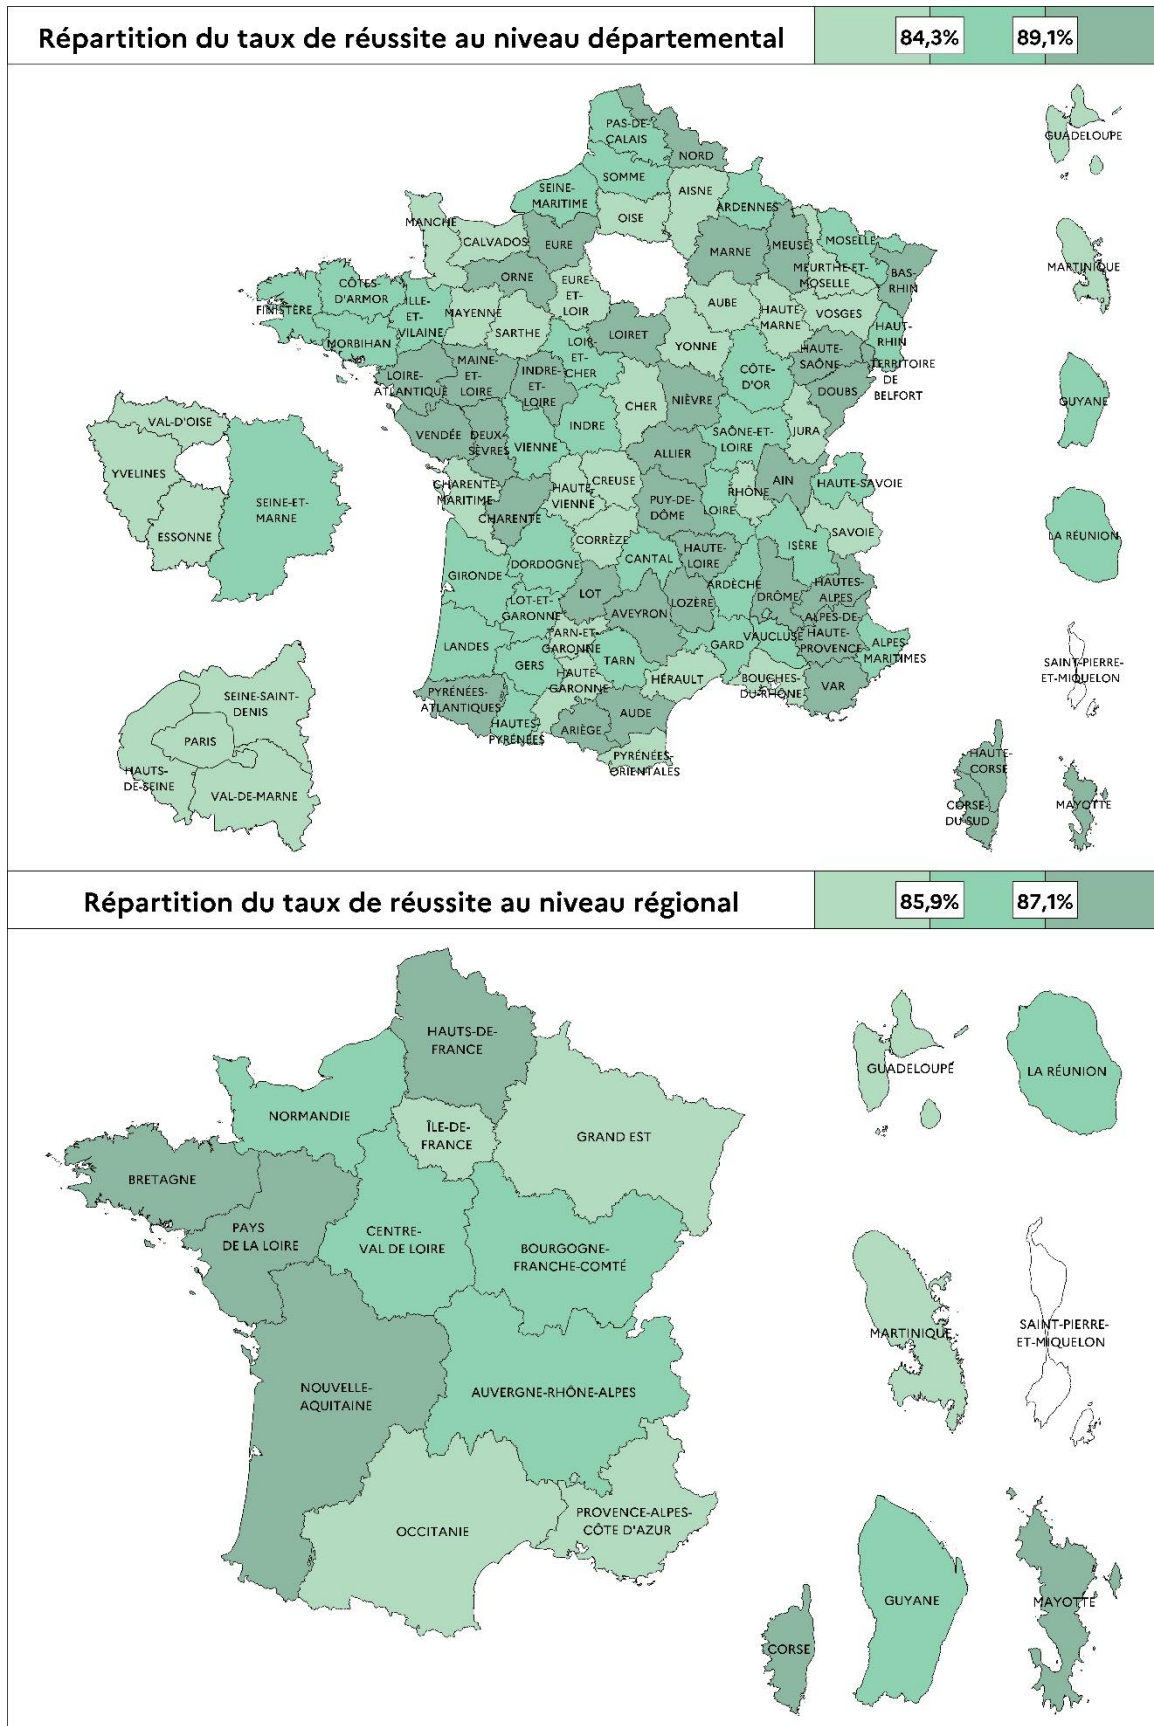 Répartition du taux de réussite au niveau départemental
84,3%
89,1%
PAS-DE-
CALAIS
NORD
GUADELOUPE
SOMME
AISNE
SEINE-
MARITIME
ARDENNES
OISE
MANCHE
CALVADOS
EURE
MARNE
MEUSE
MOSELLE
MEURTHE-ET-
MOSELLE
BAS-
RHIN
MARTINIQUE
ORNE
EURE-
ET-
LOIR
CÔTES-
D'ARMOR
FINISTÈRE
ILLE-
ET-
VILAINE
MORBIHAN
MAYENNE
SARTHE
AUBE
HAUTE-
MARNE
VOSGES
HAUT-
RHIN
LOIRET
YONNE
LOIR-
ET-
CHER
HAUTE-
SAÔNE
TERRITOIRE
DE
BELFORT
LOIRE-
ATLANTIQUE
MAINE-
ET-
LOIRE
INDRE-
ET-
LOIRE
CÔTE-
D'OR
DOUBS
CHER
NIÈVRE
GUYANE
VAL-D'OISE
YVELINES
ESSONNE
SEINE-ET-
MARNE
VENDÉE
DEUX-
SÈVRES
VIENNE
INDRE
SAÔNE-ET-
LOIRE
JURA
ALLIER
CHARENTE-
MARITIME
CHARENTE
HAUTE-
VIENNE
CREUSE
PUY-DE-
DÔME
LOIRE
RHÔNE
AIN
HAUTE-SAVOIE
SAVOIE
LA RÉUNION
CORRÈZE
ISÈRE
GIRONDE
DORDOGNE
CANTAL
HAUTE-
LOIRE
ARDÈCHE
DRÔME
HAUTES-
ALPES
LOT-ET-
GARONNE
LOT
AVEYRON
LOZÈRE
ALPES-DE-
HAUTE-
PROVENCE
LANDES
TARN-ET-
GARONNE
GERS
TARN
GARD
VAUCLUSE
ALPES-
MARITIMES
HAUTE-
GARONNE
HÉRAULT
BOUCHES-
DU-RHÔNE
VAR
SAINT-PIERRE-
ET-MIQUELON
PYRÉNÉES-
ATLANTIQUES
HAUTES-
PYRÉNÉES
ARIÈGE
AUDE
PYRÉNÉES-
ORIENTALES
SEINE-SAINT-
DENIS
PARIS
HAUTS-
DE-SEINE
VAL-DE-MARNE
HAUTE-
CORSE
CORSE-
DU-SUD
MAYOTTE
Répartition du taux de réussite au niveau régional
85,9%
87,1%
HAUTS-DE-
FRANCE
GUADELOUPE
LA RÉUNION
NORMANDIE
ÎLE-DE-
FRANCE
GRAND EST
BRETAGNE
PAYS
DE LA LOIRE
CENTRE-
VAL DE LOIRE
BOURGOGNE-
FRANCHE-COMTÉ
MARTINIQUE
SAINT-PIERRE-
ET-MIQUELON
NOUVELLE-
AQUITAINE
AUVERGNE-RHÔNE-ALPES
OCCITANIE
PROVENCE-ALPES-
CÔTE D'AZUR
GUYANE
MAYOTTE
CORSE